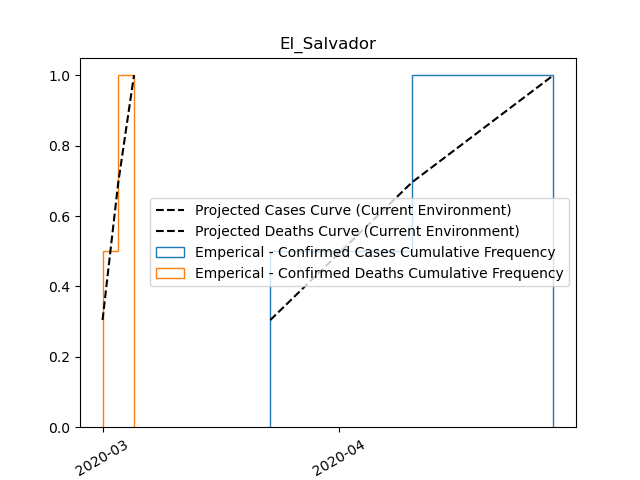 El_Salvador
1.0
0.8
0.6
0.4
0.2
0.0
Projected Cases Curve (Current Environment)
Projected Deaths Curve (Current Environment)
Emperical - Confirmed Cases Cumulative Frequency
Emperical - Confimed Deaths Cumulative Frequency
2020-03
2020-04